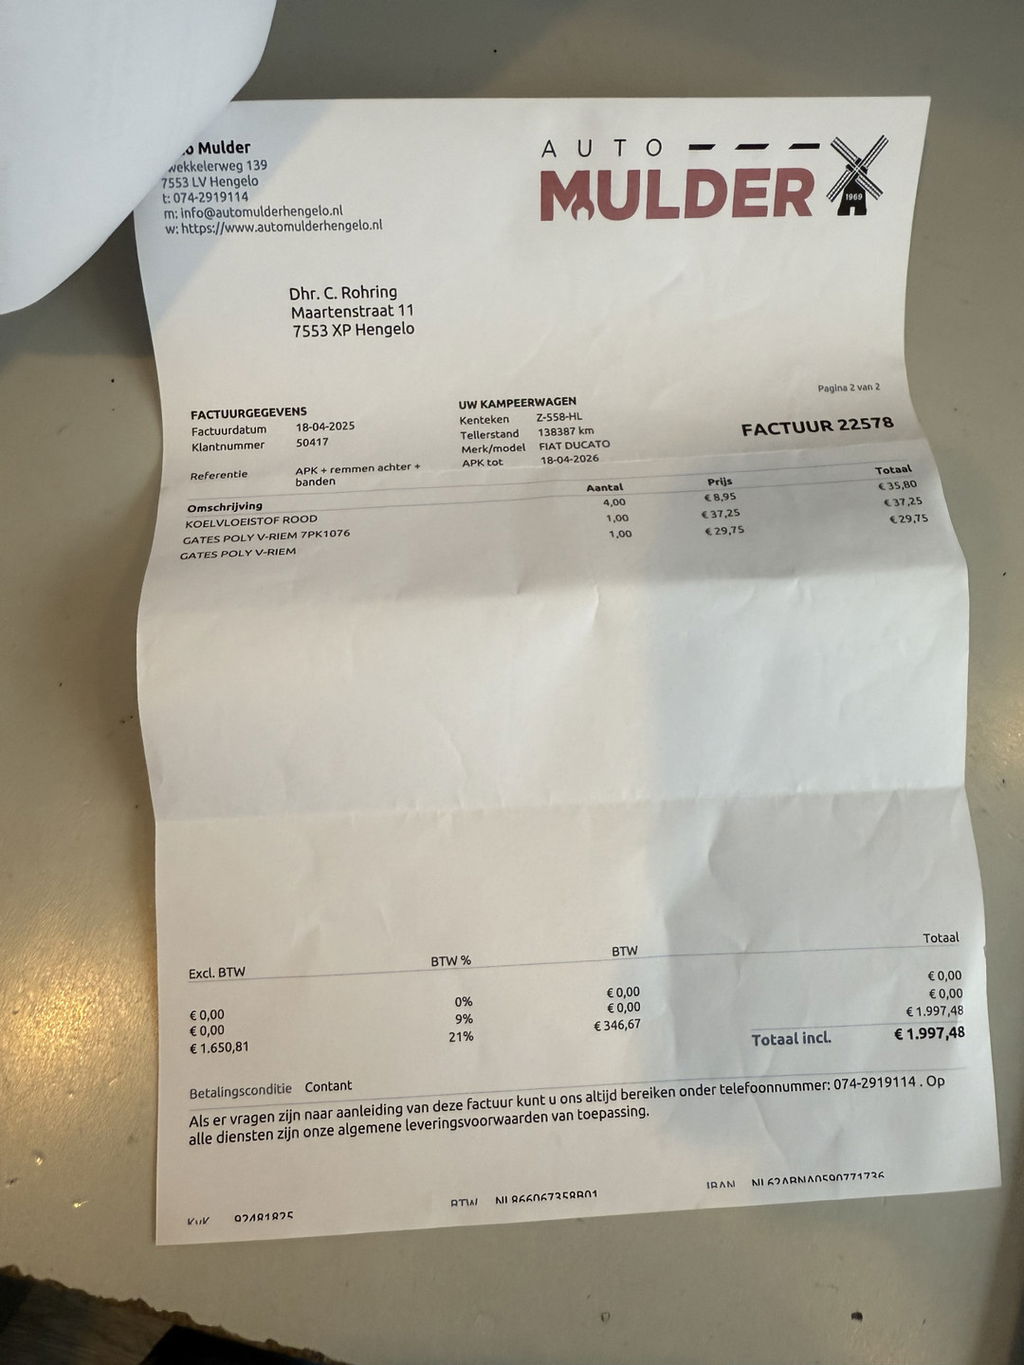 Mulder
wekkelerweg 139
7553 LV Hengelo
t: 074-2919114
m: info@automulderhengelo.nl
w: https://www.automulderhengelo.nl
AUTO
MULDER
1969
Dhr. C. Rohring
Maartenstraat 11
7553 XP Hengelo
Pagina 2 van 2
FACTUURGEGEVENS
Factuurdatum 18-04-2025
Klantnummer 50417
Referentie APK + remmen achter +
banden
UW KAMPEERWAGEN
Kenteken Z-558-HL
Tellerstand 138387 km
Merk/model FIAT DUCATO
APK tot 18-04-2026
FACTUUR 22578
Omschrijving Aantal Prijs Totaal
KOELVLOEISTOF ROOD 4,00 € 8,95 € 35,80
GATES POLY V-RIEM 7PK1076 1,00 € 37,25 € 37,25
GATES POLY V-RIEM 1,00 € 29,75 € 29,75
Excl. BTW BTW % BTW Totaal
€ 0,00 0% € 0,00 € 0,00
€ 0,00 9% € 0,00 € 0,00
€ 1.650,81 21% € 346,67 € 1.997,48
Totaal incl. € 1.997,48
Betalingsconditie Contant
Als er vragen zijn naar aanleiding van deze factuur kunt u ons altijd bereiken onder telefoonnummer: 074-2919114 . Op
alle diensten zijn onze algemene leveringsvoorwaarden van toepassing.
KvK BTW IBAN